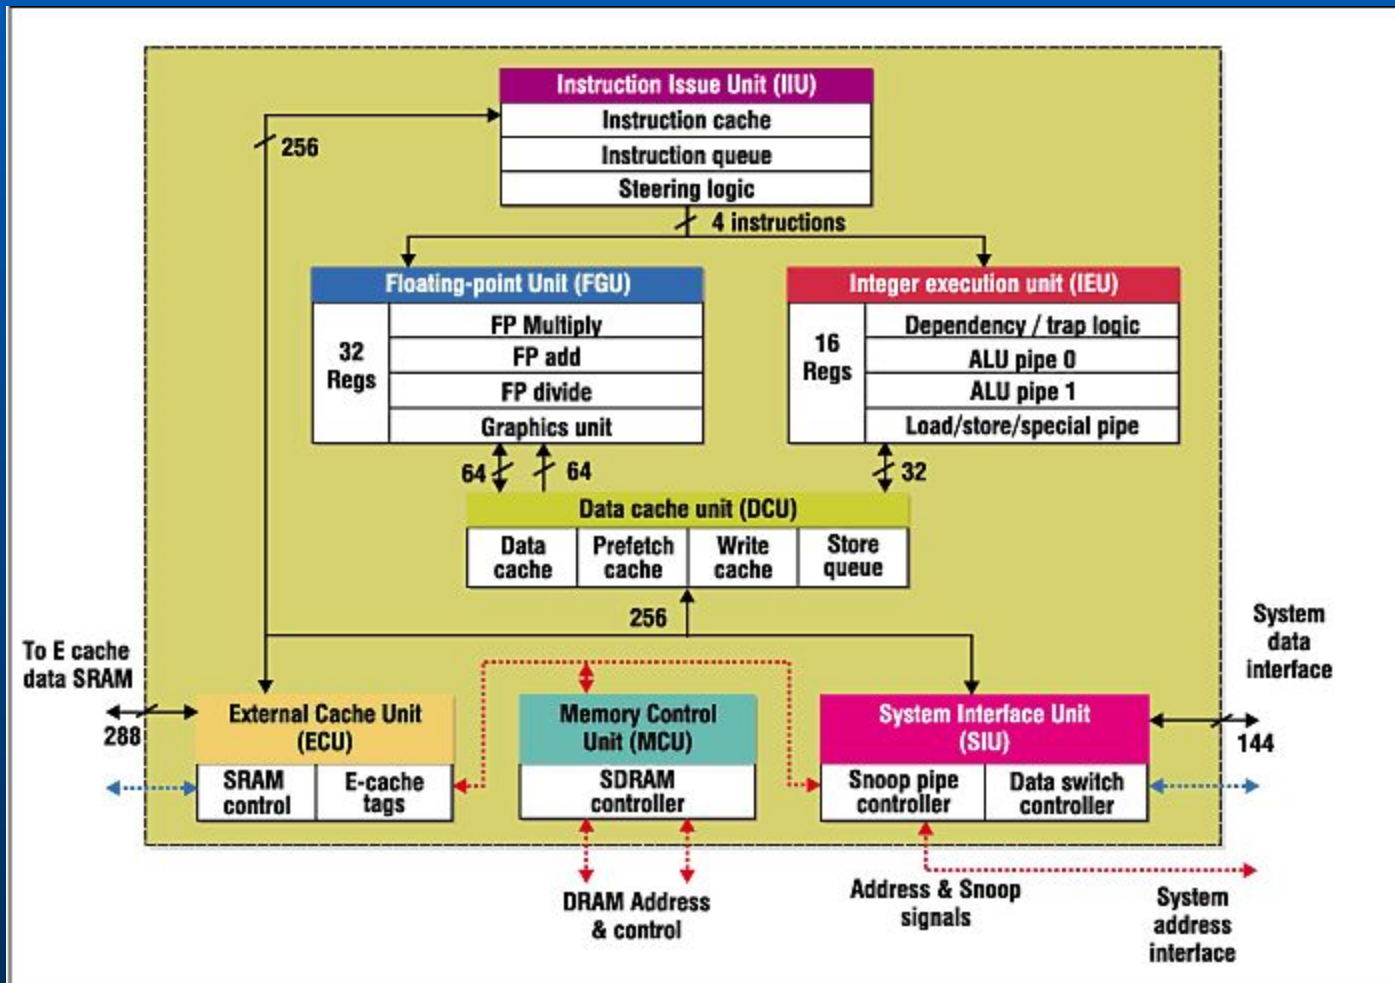 Instruction Issue Unit (IIU)
Instruction cache
256
Instruction queue
Steering logic
4 instructions
Floating-point Unit (FGU)
32
Regs
FP Multiply
FP add
FP divide
Graphics unit
Integer execution unit (IEU)
16
Regs
Dependency / trap logic
ALU pipe 0
ALU pipe 1
Load/store/special pipe
64
64
32
Data cache unit (DCU)
Data
cache
Prefetch
cache
Write
cache
Store
queue
256
To E cache
data SRAM
288
System
data
interface
144
External Cache Unit
(ECU)
SRAM
control
E-cache
tags
Memory Control
Unit (MCU)
SDRAM
controller
System Interface Unit
(SIU)
Snoop pipe
controller
Data switch
controller
DRAM Address
& control
Address & Snoop
signals
System
address
interface